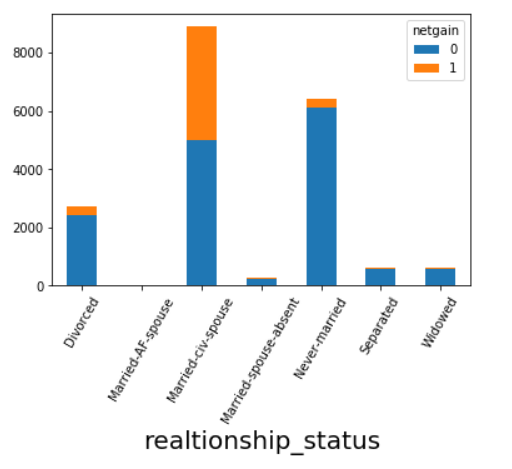 netgain
0
1
8000
6000
4000
2000
0
Divorced
Married-AF-spouse
Married-civ-spouse
Married-spouse-absent
Never-married
Separated
Widowed
realtionship_status